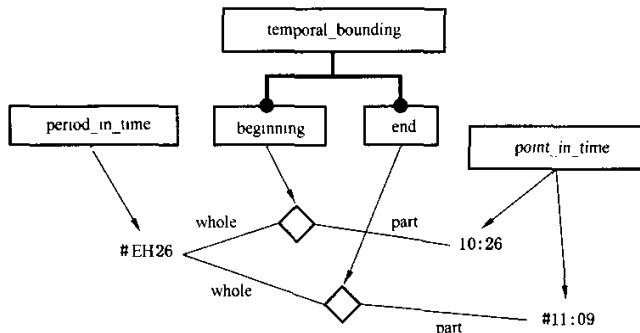 temporal_bounding
period_in_time
beginning
end
point_in_time
whole
part
#EH26
10:26
whole
part
#11:09